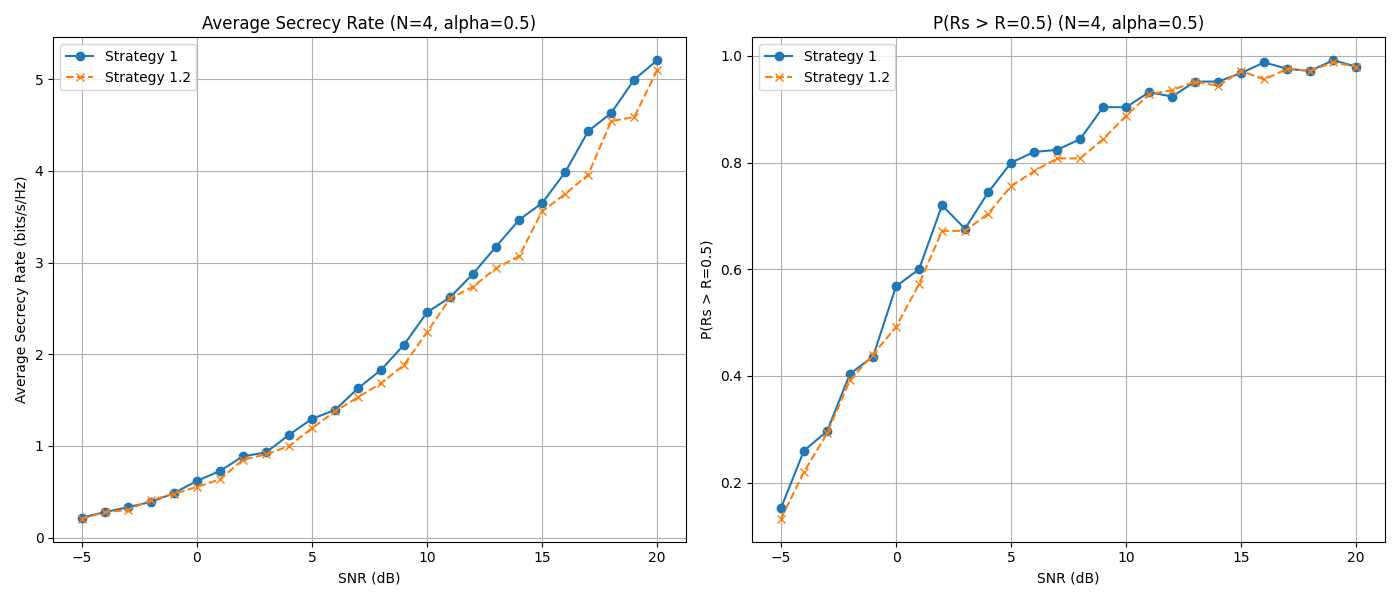 Average Secrecy Rate (N=4, alpha=0.5)
Strategy 1
Strategy 1.2
5
4
3
2
1
0
Average Secrecy Rate (bits/s/Hz)
−5
0
5
10
15
20
SNR (dB)
P(Rs > R=0.5) (N=4, alpha=0.5)
Strategy 1
Strategy 1.2
1.0
0.8
0.6
0.4
0.2
P(Rs > R=0.5)
−5
0
5
10
15
20
SNR (dB)